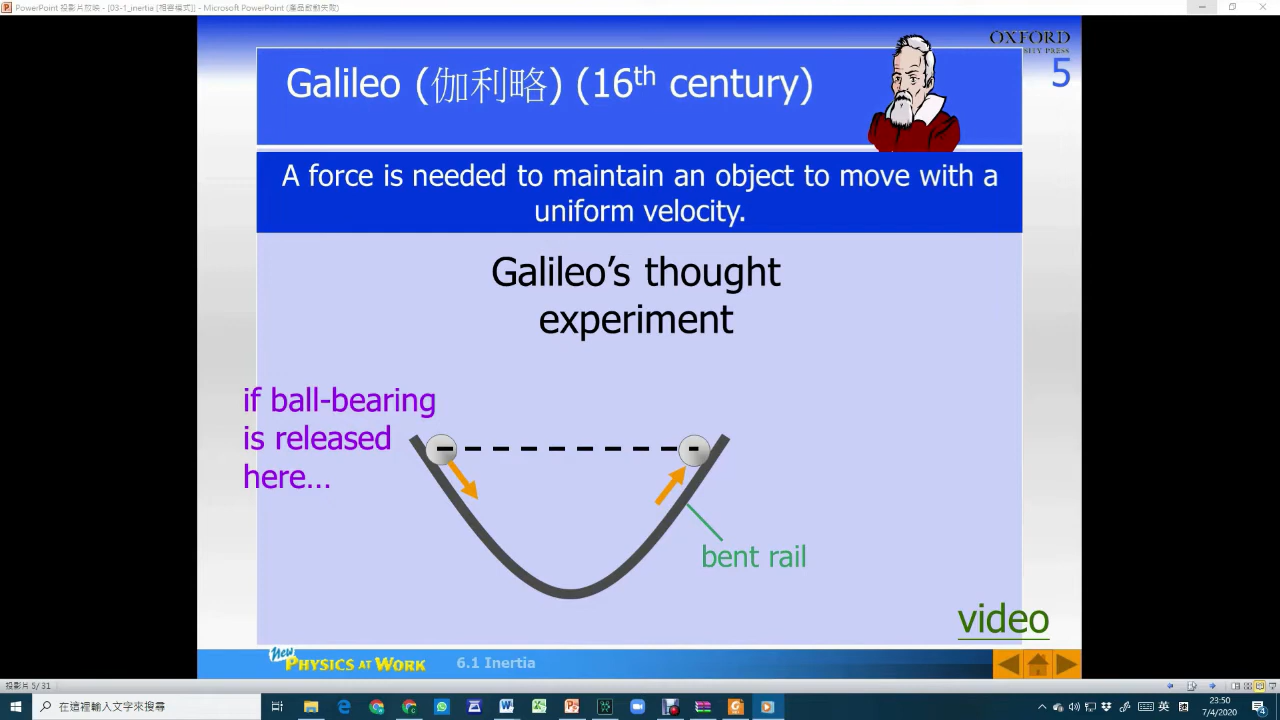 PowerPoint 投影片放映 - [03-1_inertia [相容模式]] - Microsoft PowerPoint (產品啟動失敗)
OXFORD
5
Galileo (伽利略) (16th century)
A force is needed to maintain an object to move with a
uniform velocity.
Galileo's thought
experiment
if ball-bearing
is released
here...
bent rail
video
New PHYSICS AT WORK
6.1 Inertia
投影片 5/31
在這裡輸入文字來搜尋
23:50
7/4/2020
英
4